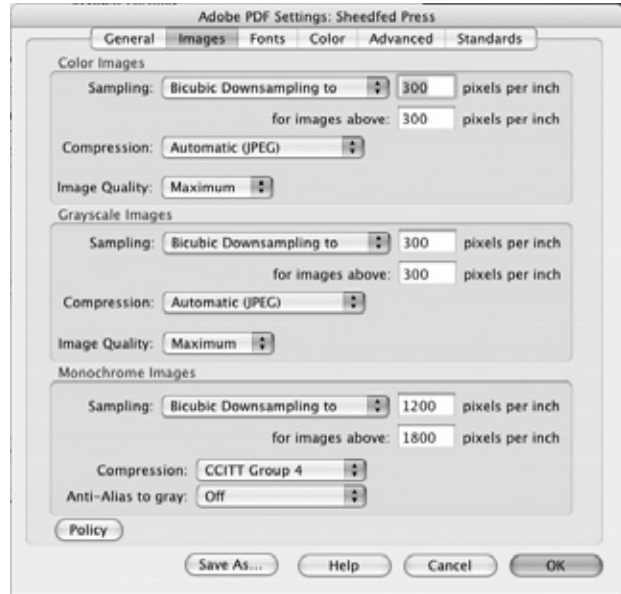 Adobe PDF Settings: Sheedfed Press
General Images Fonts Color Advanced Standards
Color Images
Sampling: Bicubic Downsampling to 300 pixels per inch
for images above: 300 pixels per inch
Compression: Automatic (JPEG)
Image Quality: Maximum
Grayscale Images
Sampling: Bicubic Downsampling to 300 pixels per inch
for images above: 300 pixels per inch
Compression: Automatic (JPEG)
Image Quality: Maximum
Monochrome Images
Sampling: Bicubic Downsampling to 1200 pixels per inch
for images above: 1800 pixels per inch
Compression: CCITT Group 4
Anti-Alias to gray: Off
Policy
Save As... Help Cancel OK